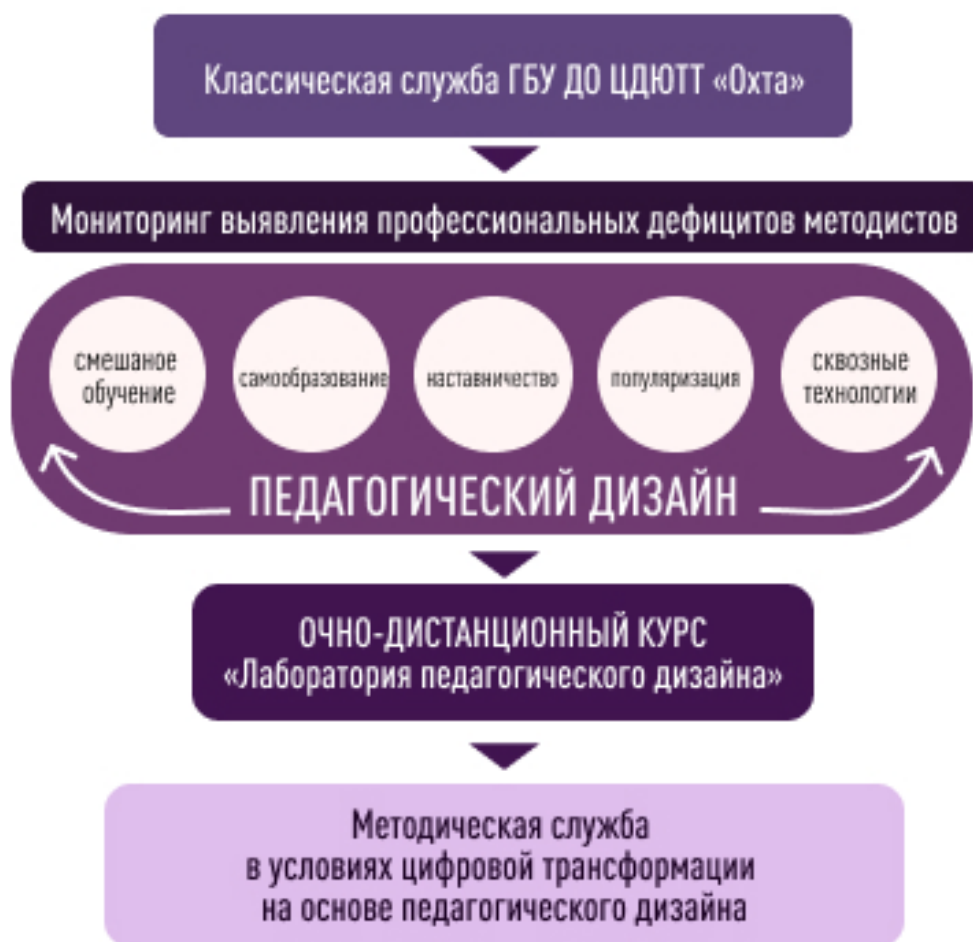 Классическая служба ГБУ ДО ЦДЮТТ «Охта»
Мониторинг выявления профессиональных дефицитов методистов
смешаное
обучение
самообразование
наставничество
популяризация
сквозные
технологии
ПЕДАГОГИЧЕСКИЙ ДИЗАЙН
ОЧНО-ДИСТАНЦИОННЫЙ КУРС
«Лаборатория педагогического дизайна»
Методическая служба
в условиях цифровой трансформации
на основе педагогического дизайна